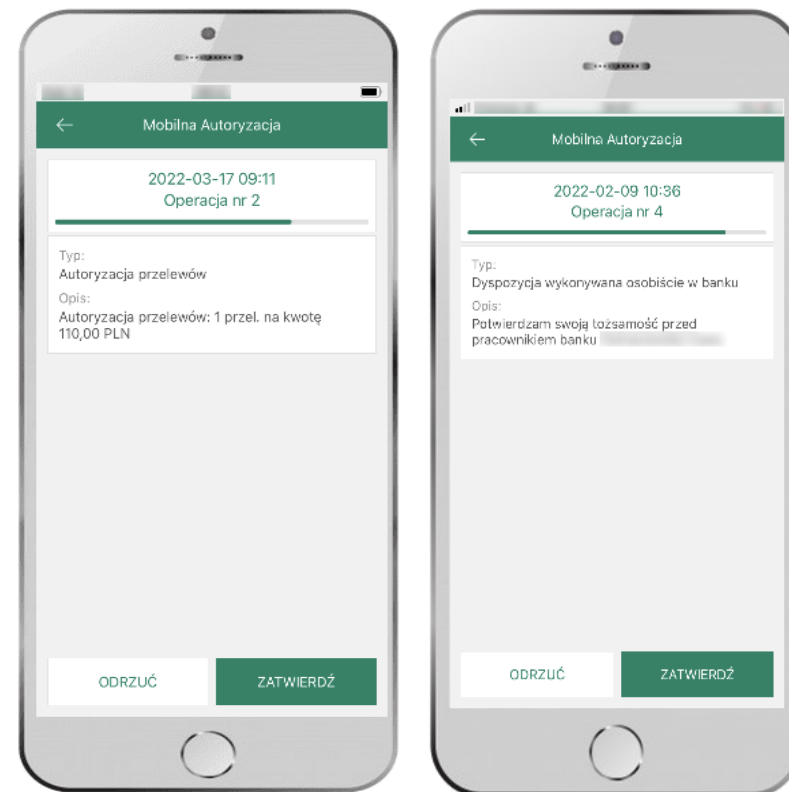 Mobilna Autoryzacja
2022-03-17 09:11
Operacja nr 2
Typ:
Autoryzacja przelewów
Opis:
Autoryzacja przelewów: 1 przel. na kwotę
110,00 PLN
ODRZUĆ
ZATWIERDŹ
Mobilna Autoryzacja
2022-02-09 10:36
Operacja nr 4
Typ:
Dyspozycja wykonywana osobiście w banku
Opis:
Potwierdzam swoją tożsamość przed
pracownikiem banku
ODRZUĆ
ZATWIERDŹ